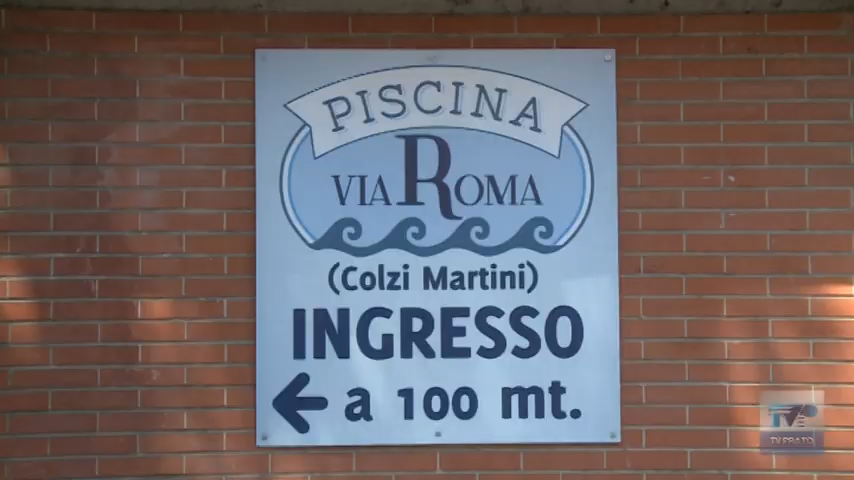 PISCINA
VIA ROMA
(Colzi Martini)
INGRESSO
← a 100 mt.
TV PRATO